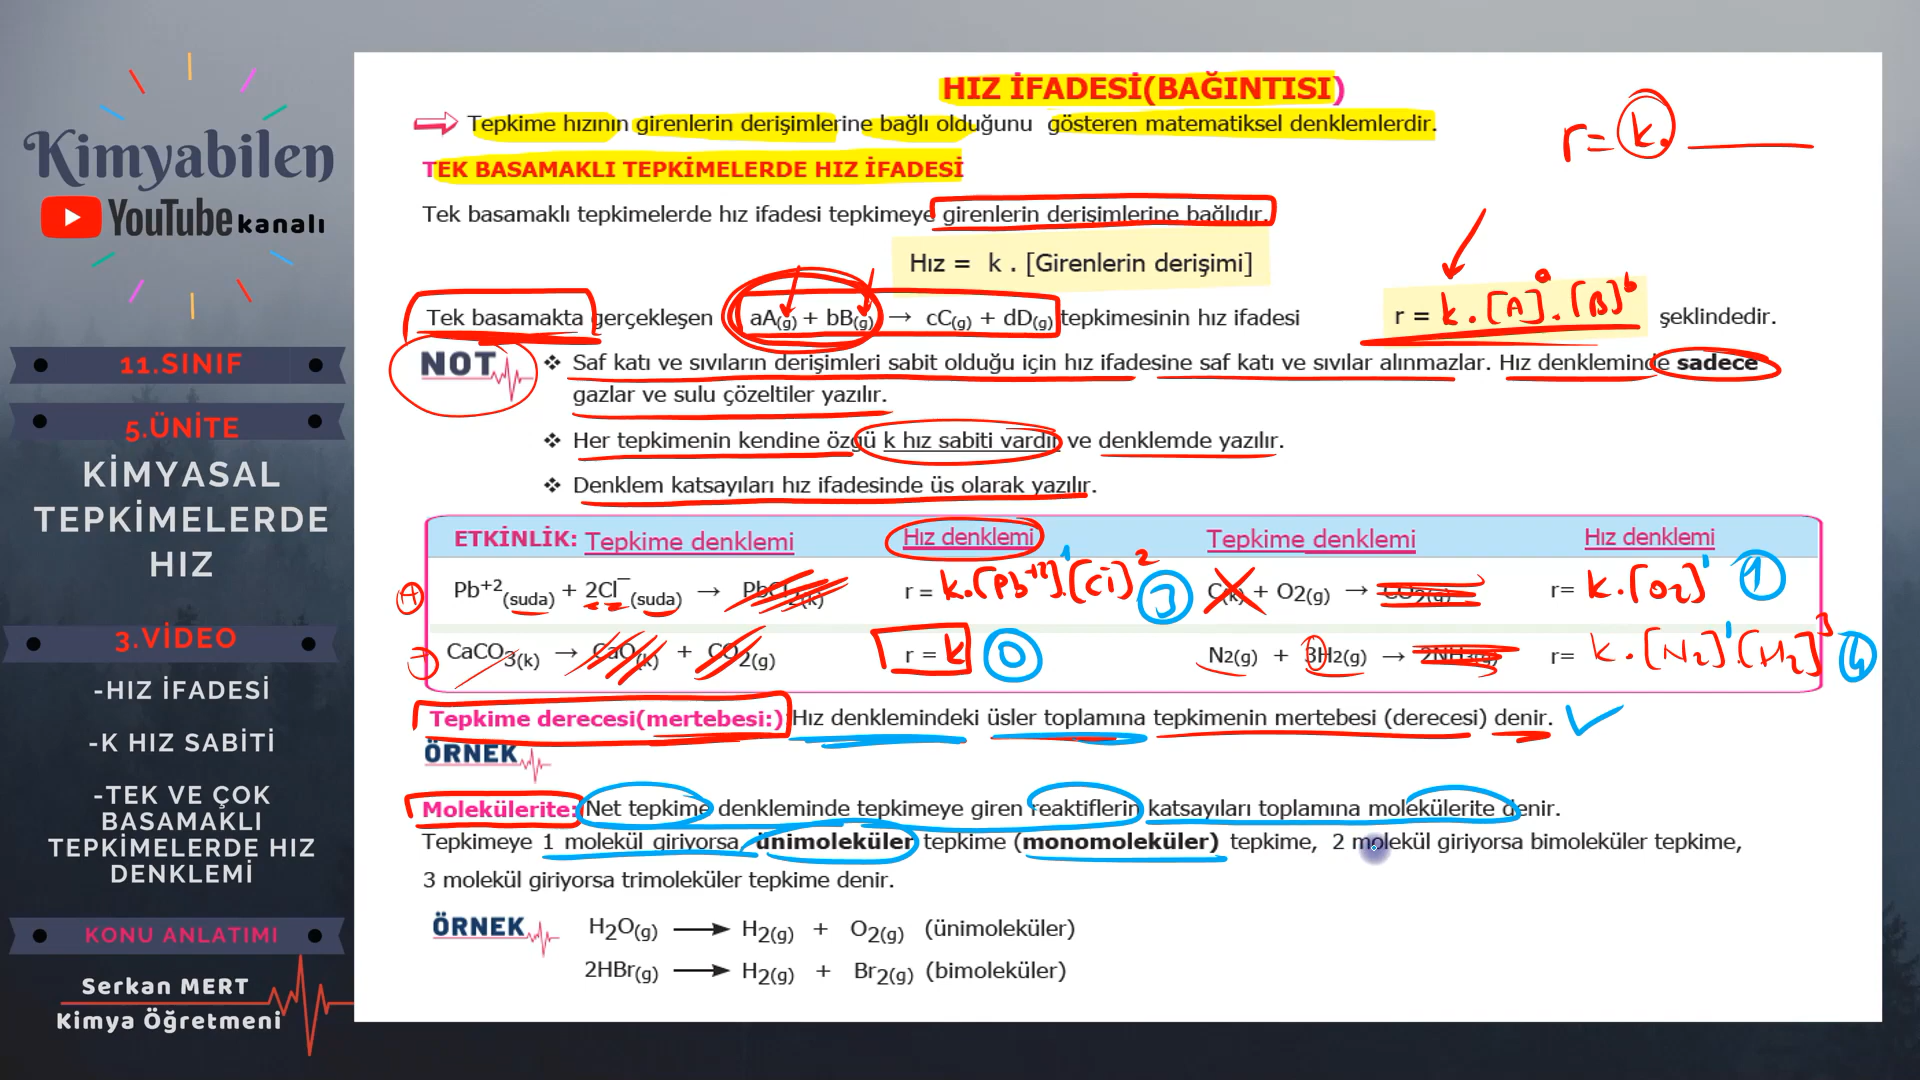 Kimyabilen
YouTube kanalı
11.SINIF
5.ÜNİTE
KİMYASAL
TEPKİMELERDE
HIZ
3.VİDEO
-HIZ İFADESİ
-K HIZ SABİTİ
-TEK VE ÇOK
BASAMAKLI
TEPKİMELERDE HIZ
DENKLEMİ
KONU ANLATIMI
Serkan MERT
Kimya Öğretmeni
HIZ İFADESİ(BAĞINTISI)
r= k. ______
Tepkime hızının girenlerin derişimlerine bağlı olduğunu gösteren matematiksel denklemlerdir.
TEK BASAMAKLI TEPKİMELERDE HIZ İFADESİ
Tek basamaklı tepkimelerde hız ifadesi tepkimeye girenlerin derişimlerine bağlıdır.
Hız = k . [Girenlerin derişimi]
Tek basamakta gerçekleşen aA(g) + bB(g) → cC(g) + dD(g) tepkimesinin hız ifadesi r = k.[A]ᵃ.[B]ᵇ şeklindedir.
NOT
❖ Saf katı ve sıvıların derişimleri sabit olduğu için hız ifadesine saf katı ve sıvılar alınmazlar. Hız denkleminde sadece
gazlar ve sulu çözeltiler yazılır.
❖ Her tepkimenin kendine özgü k hız sabiti vardır ve denklemde yazılır.
❖ Denklem katsayıları hız ifadesinde üs olarak yazılır.
ETKİNLİK: Tepkime denklemi Hız denklemi Tepkime denklemi Hız denklemi
Pb+2(suda) + 2Cl¯(suda) → PbCl2(k) r = k.[Pb⁺²]¹.[Cl⁻]² 3 C(k) + O2(g) → CO2(g) r= k.[O2]¹ 1
CaCO3(k) → CaO(k) + CO2(g) r = k 0 N2(g) + 3H2(g) → 2NH3(g) r= k.[N2]¹.[H2]³ 4
Tepkime derecesi(mertebesi:) Hız denklemindeki üsler toplamına tepkimenin mertebesi (derecesi) denir.
ÖRNEK
Molekülerite: Net tepkime denkleminde tepkimeye giren reaktiflerin katsayıları toplamına molekülerite denir.
Tepkimeye 1 molekül giriyorsa ünimoleküler tepkime (monomoleküler) tepkime, 2 molekül giriyorsa bimoleküler tepkime,
3 molekül giriyorsa trimoleküler tepkime denir.
ÖRNEK H2O(g) → H2(g) + O2(g) (ünimoleküler)
2HBr(g) → H2(g) + Br2(g) (bimoleküler)